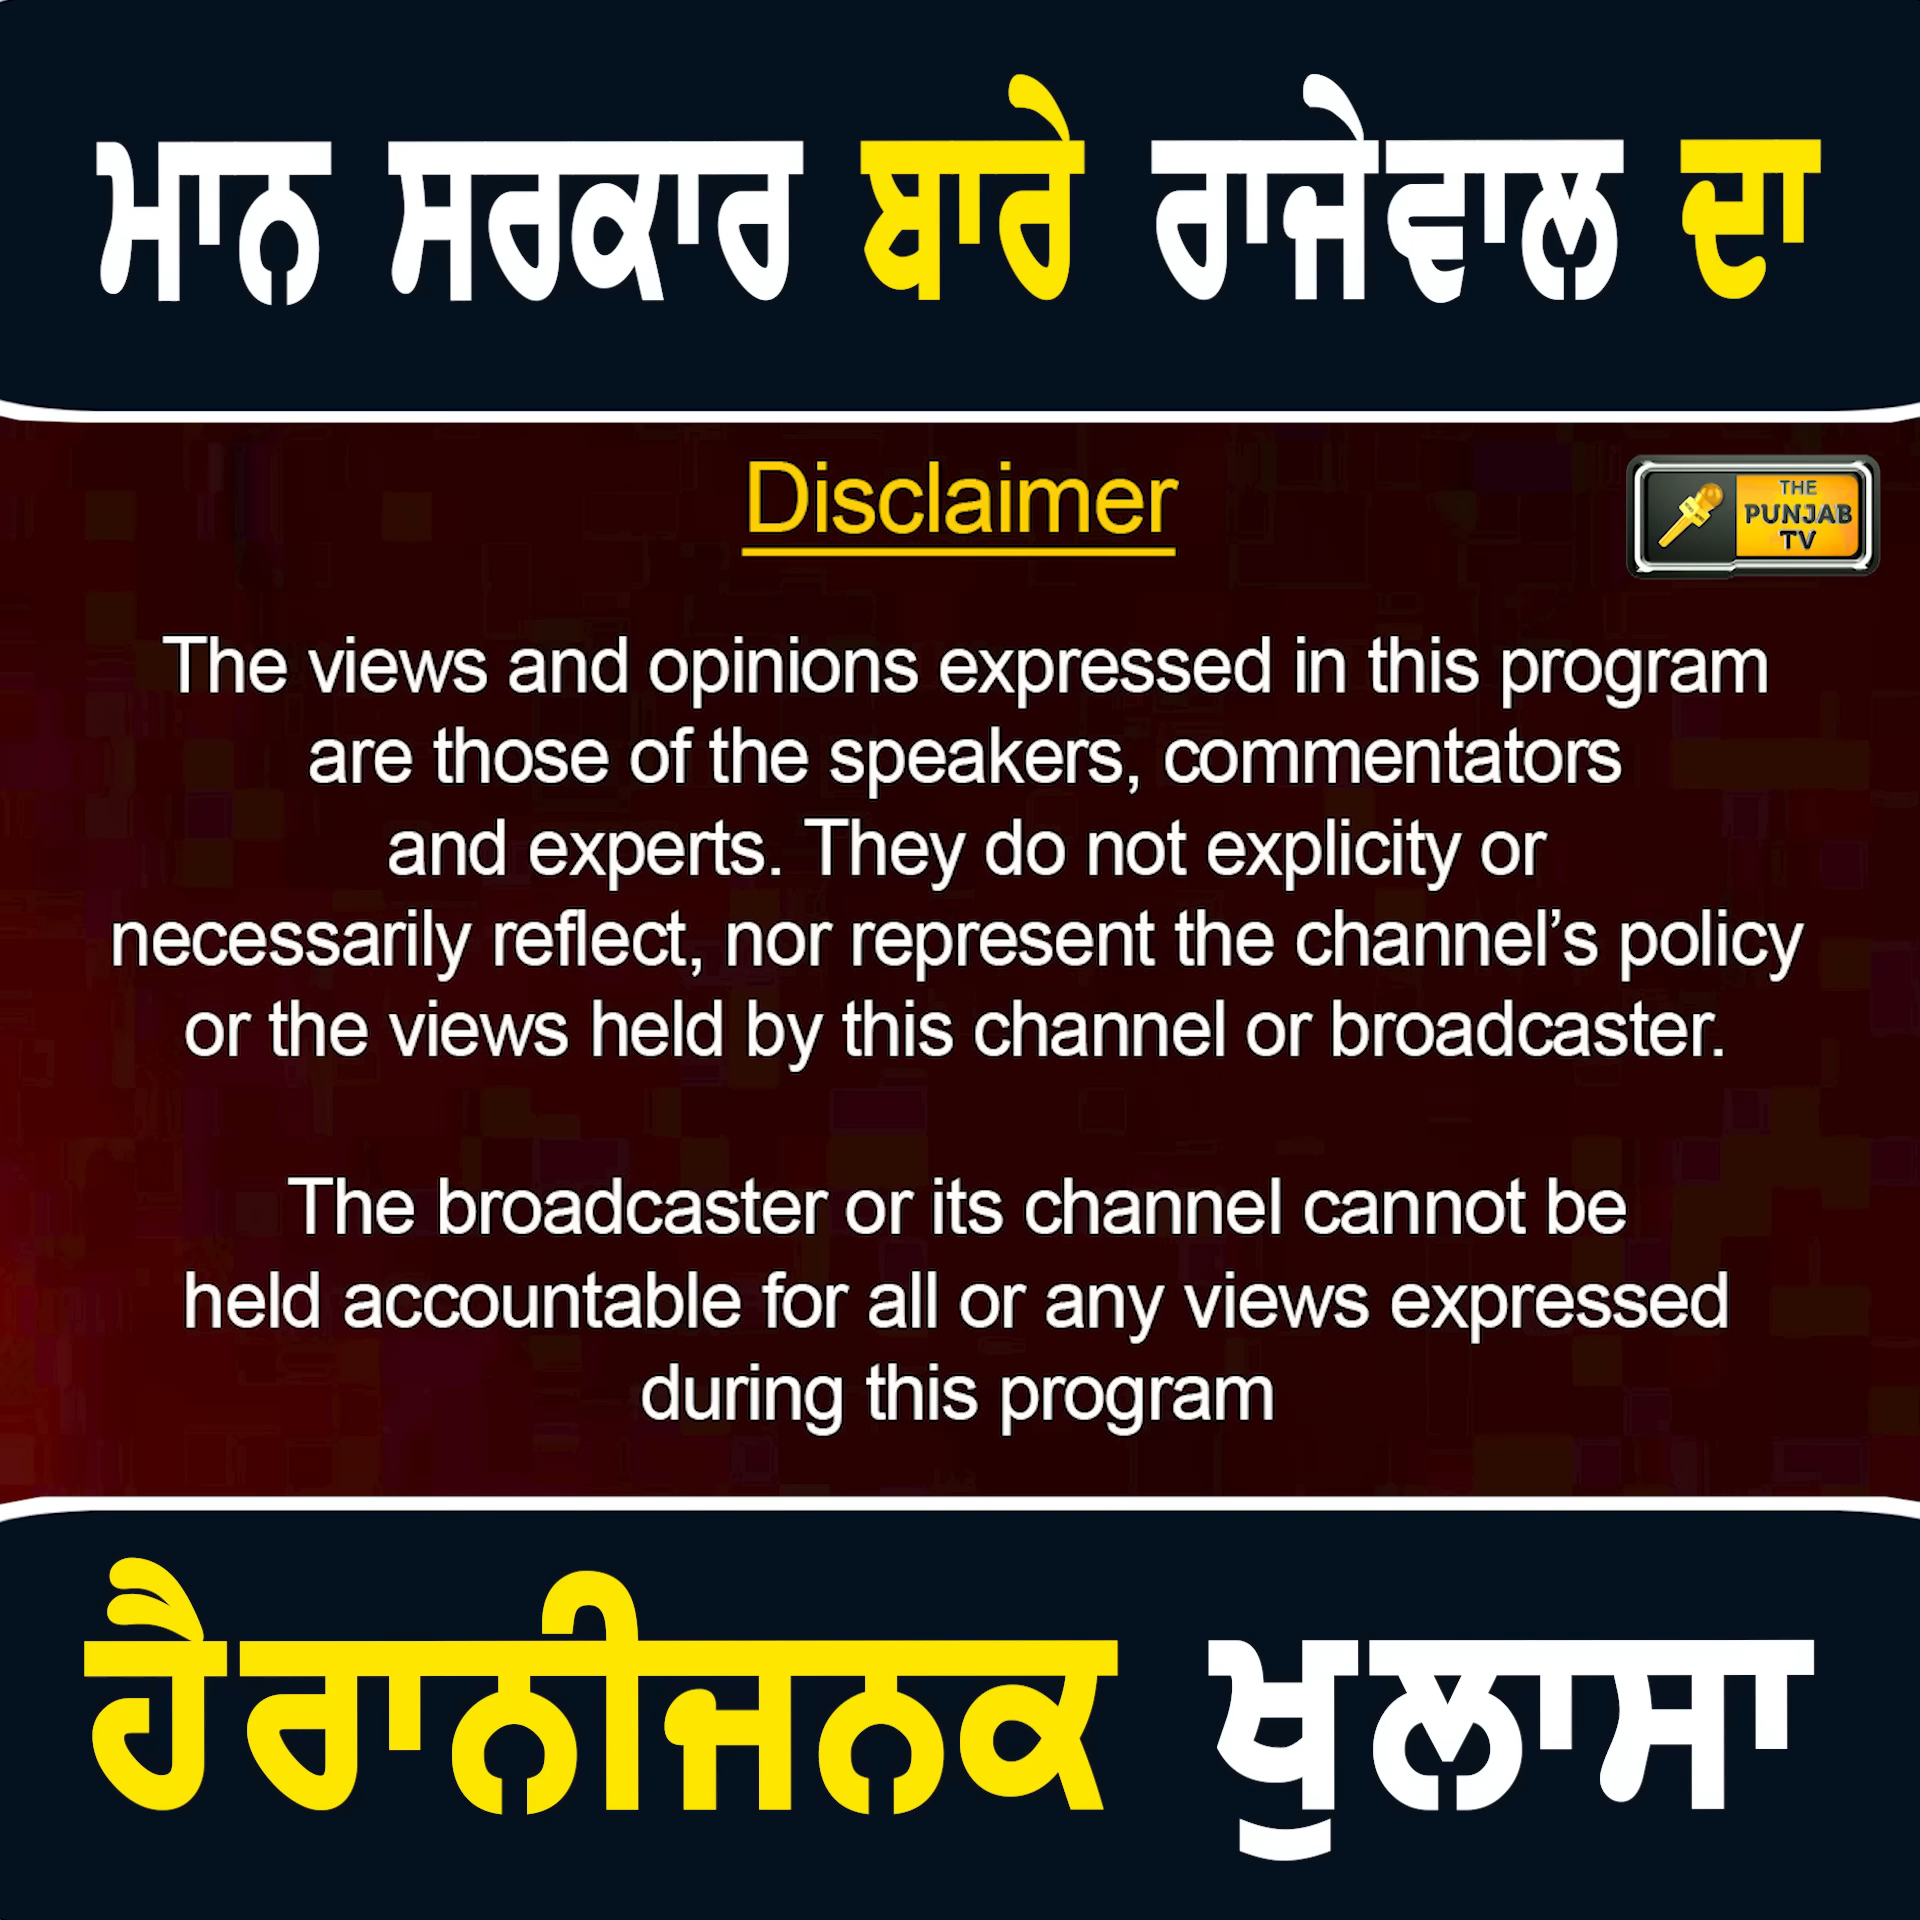 ਮਾਨ ਸਰਕਾਰ ਬਾਰੇ ਰਾਜੇਵਾਲ ਦਾ
Disclaimer
THE
PUNJAB
TV
The views and opinions expressed in this program
are those of the speakers, commentators
and experts. They do not explicity or
necessarily reflect, nor represent the channel’s policy
or the views held by this channel or broadcaster.
The broadcaster or its channel cannot be
held accountable for all or any views expressed
during this program
ਹੈਰਾਨੀਜਨਕ ਖੁਲਾਸਾ